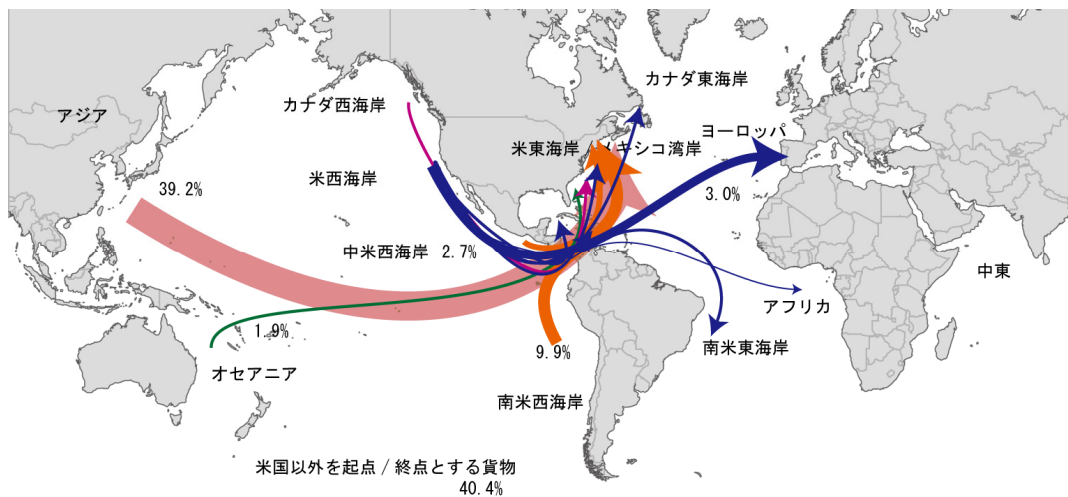 カナダ東海岸
カナダ西海岸
アジア
ヨーロッパ
米東海岸 / メキシコ湾岸
米西海岸
39.2%
3.0%
中米西海岸 2.7%
中東
アフリカ
1.9%
南米東海岸
9.9%
オセアニア
南米西海岸
米国以外を起点 / 終点とする貨物
40.4%